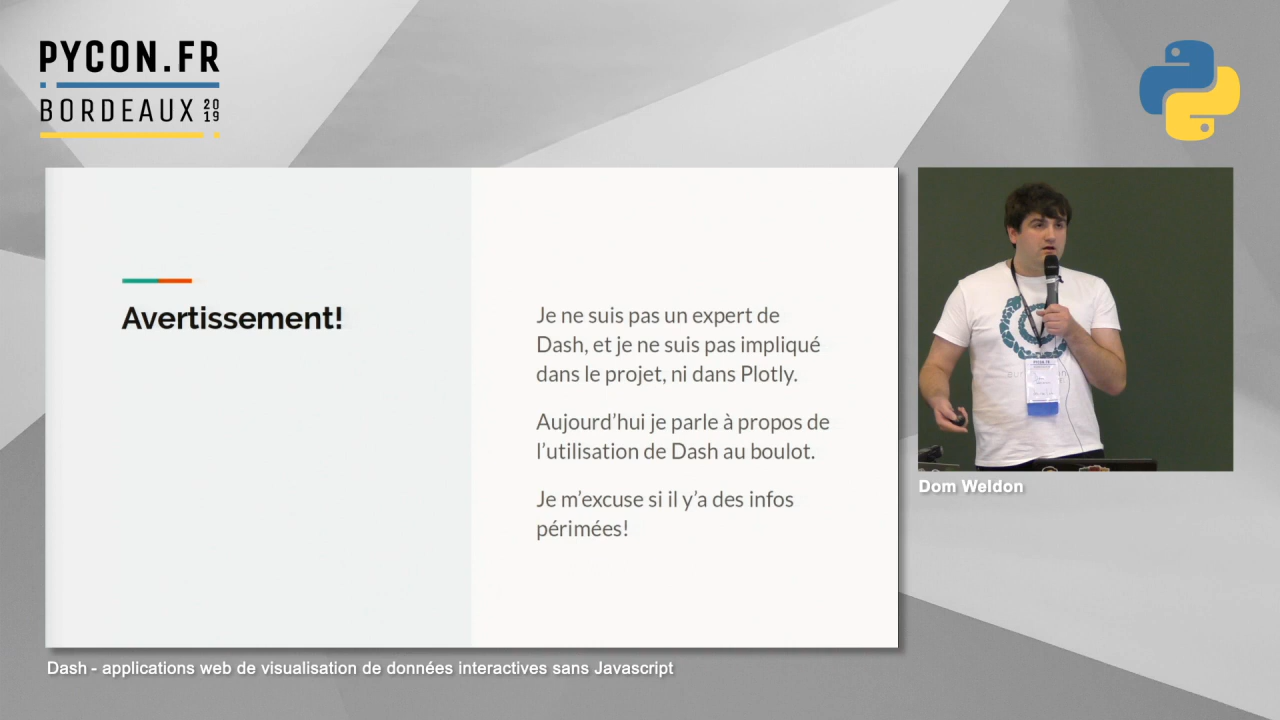 PYCON.FR
BORDEAUX 2019
Avertissement!
Je ne suis pas un expert de
Dash, et je ne suis pas impliqué
dans le projet, ni dans Plotly.
Aujourd’hui je parle à propos de
l’utilisation de Dash au boulot.
Je m’excuse si il y’a des infos
périmées!
Dom Weldon
Dash - applications web de visualisation de données interactives sans Javascript